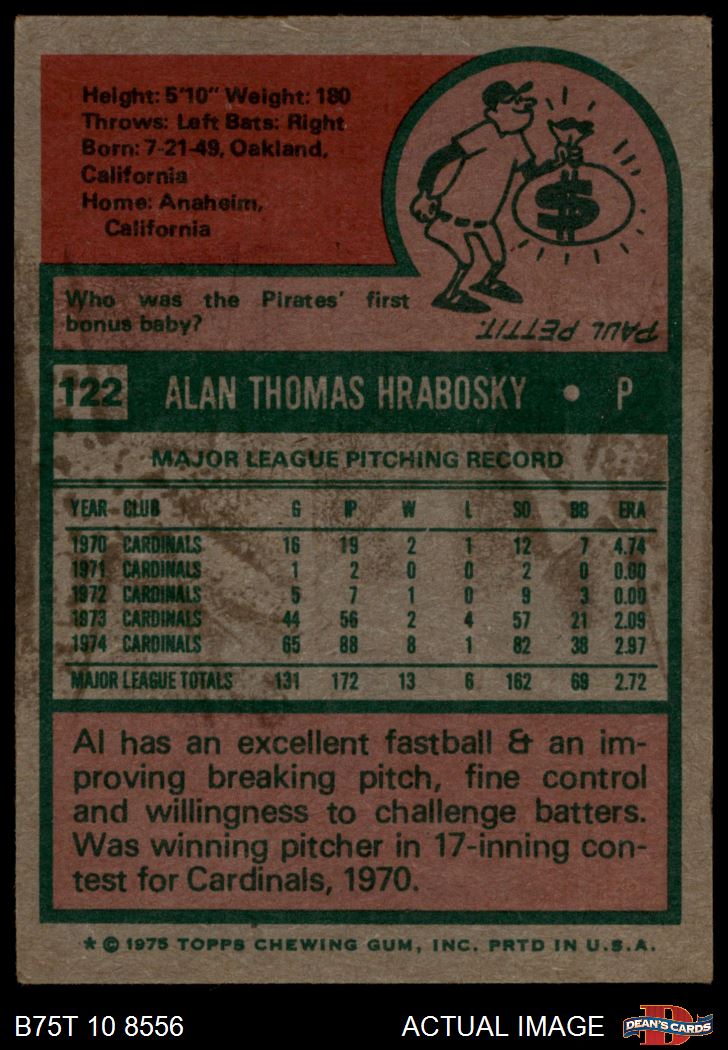 Height: 5'10" Weight: 180
Throws: Left Bats: Right
Born: 7-21-49, Oakland,
California
Home: Anaheim,
California
$
Who was the Pirates' first
bonus baby?
PAUL PETTIT.
122 ALAN THOMAS HRABOSKY • P
MAJOR LEAGUE PITCHING RECORD
YEAR CLUB G IP W L SO BB ERA
1970 CARDINALS 16 19 2 1 12 7 4.74
1971 CARDINALS 1 2 0 0 2 0 0.00
1972 CARDINALS 5 7 1 0 9 3 0.00
1973 CARDINALS 44 56 2 4 57 21 2.09
1974 CARDINALS 65 88 8 1 82 38 2.97
MAJOR LEAGUE TOTALS 131 172 13 6 162 69 2.72
Al has an excellent fastball & an im-
proving breaking pitch, fine control
and willingness to challenge batters.
Was winning pitcher in 17-inning con-
test for Cardinals, 1970.
* © 1975 TOPPS CHEWING GUM, INC. PRTD IN U.S.A.
B75T 10 8556 ACTUAL IMAGE D DEAN'S CARDS